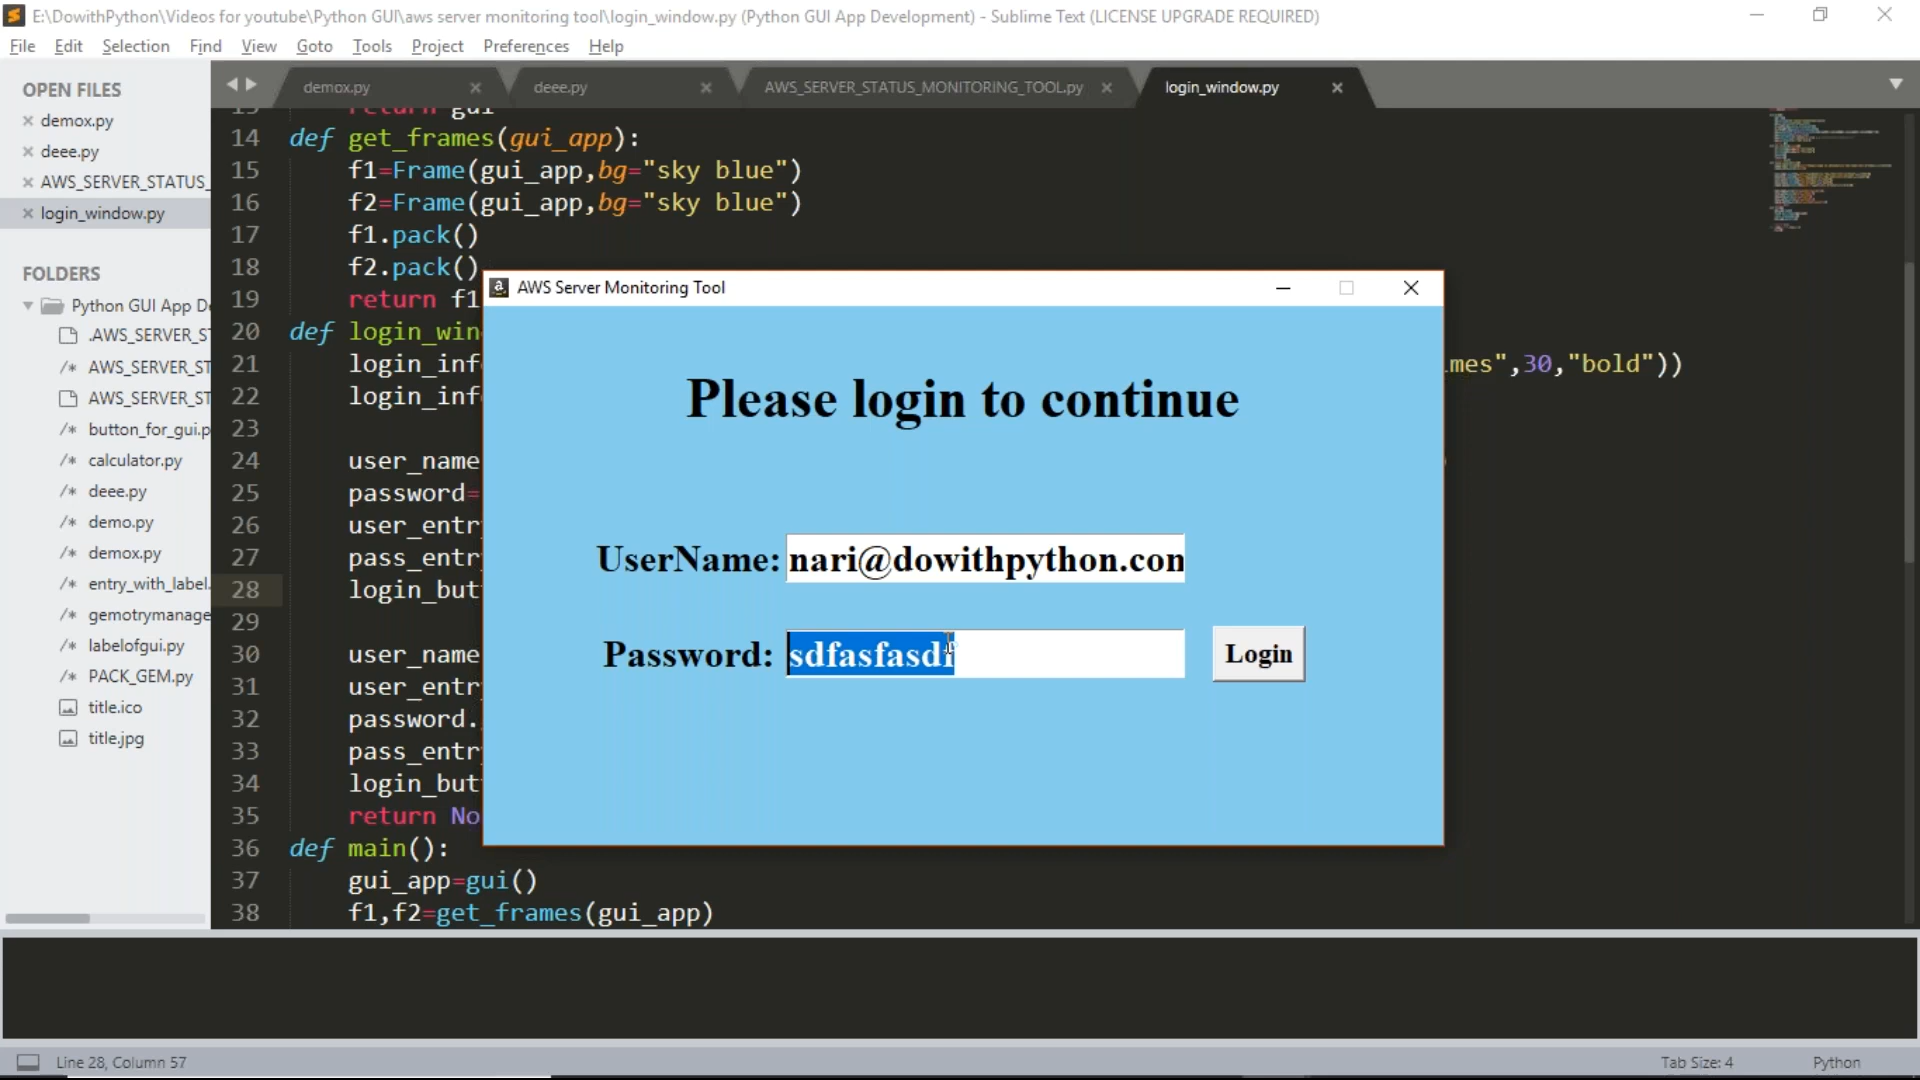 E:\DowithPython\Videos for youtube\Python GUI\aws server monitoring tool\login_window.py (Python GUI App Development) - Sublime Text (LICENSE UPGRADE REQUIRED)
File Edit Selection Find View Goto Tools Project Preferences Help
OPEN FILES
demox.py
deee.py
AWS_SERVER_STATUS_
login_window.py
FOLDERS
Python GUI App De
.AWS_SERVER_ST
/* AWS_SERVER_ST
AWS_SERVER_ST
/* button_for_gui.p
/* calculator.py
/* deee.py
/* demo.py
/* demox.py
/* entry_with_label.
/* gemotrymanage
/* labelofgui.py
/* PACK_GEM.py
title.ico
title.jpg
demox.py deee.py AWS_SERVER_STATUS_MONITORING_TOOL.py login_window.py
14 def get_frames(gui_app):
15 f1=Frame(gui_app,bg="sky blue")
16 f2=Frame(gui_app,bg="sky blue")
17 f1.pack()
18 f2.pack()
19 return f1
20 def login_win
21 login_inf mes",30,"bold"))
22 login_inf
23
24 user_name
25 password=
26 user_entr
27 pass_entr
28 login_but
29
30 user_name
31 user_entr
32 password.
33 pass_entr
34 login_but
35 return No
36 def main():
37 gui_app=gui()
38 f1,f2=get_frames(gui_app)
AWS Server Monitoring Tool
Please login to continue
UserName: nari@dowithpython.con
Password: sdfasfasdf
Login
Line 28, Column 57
Tab Size: 4
Python